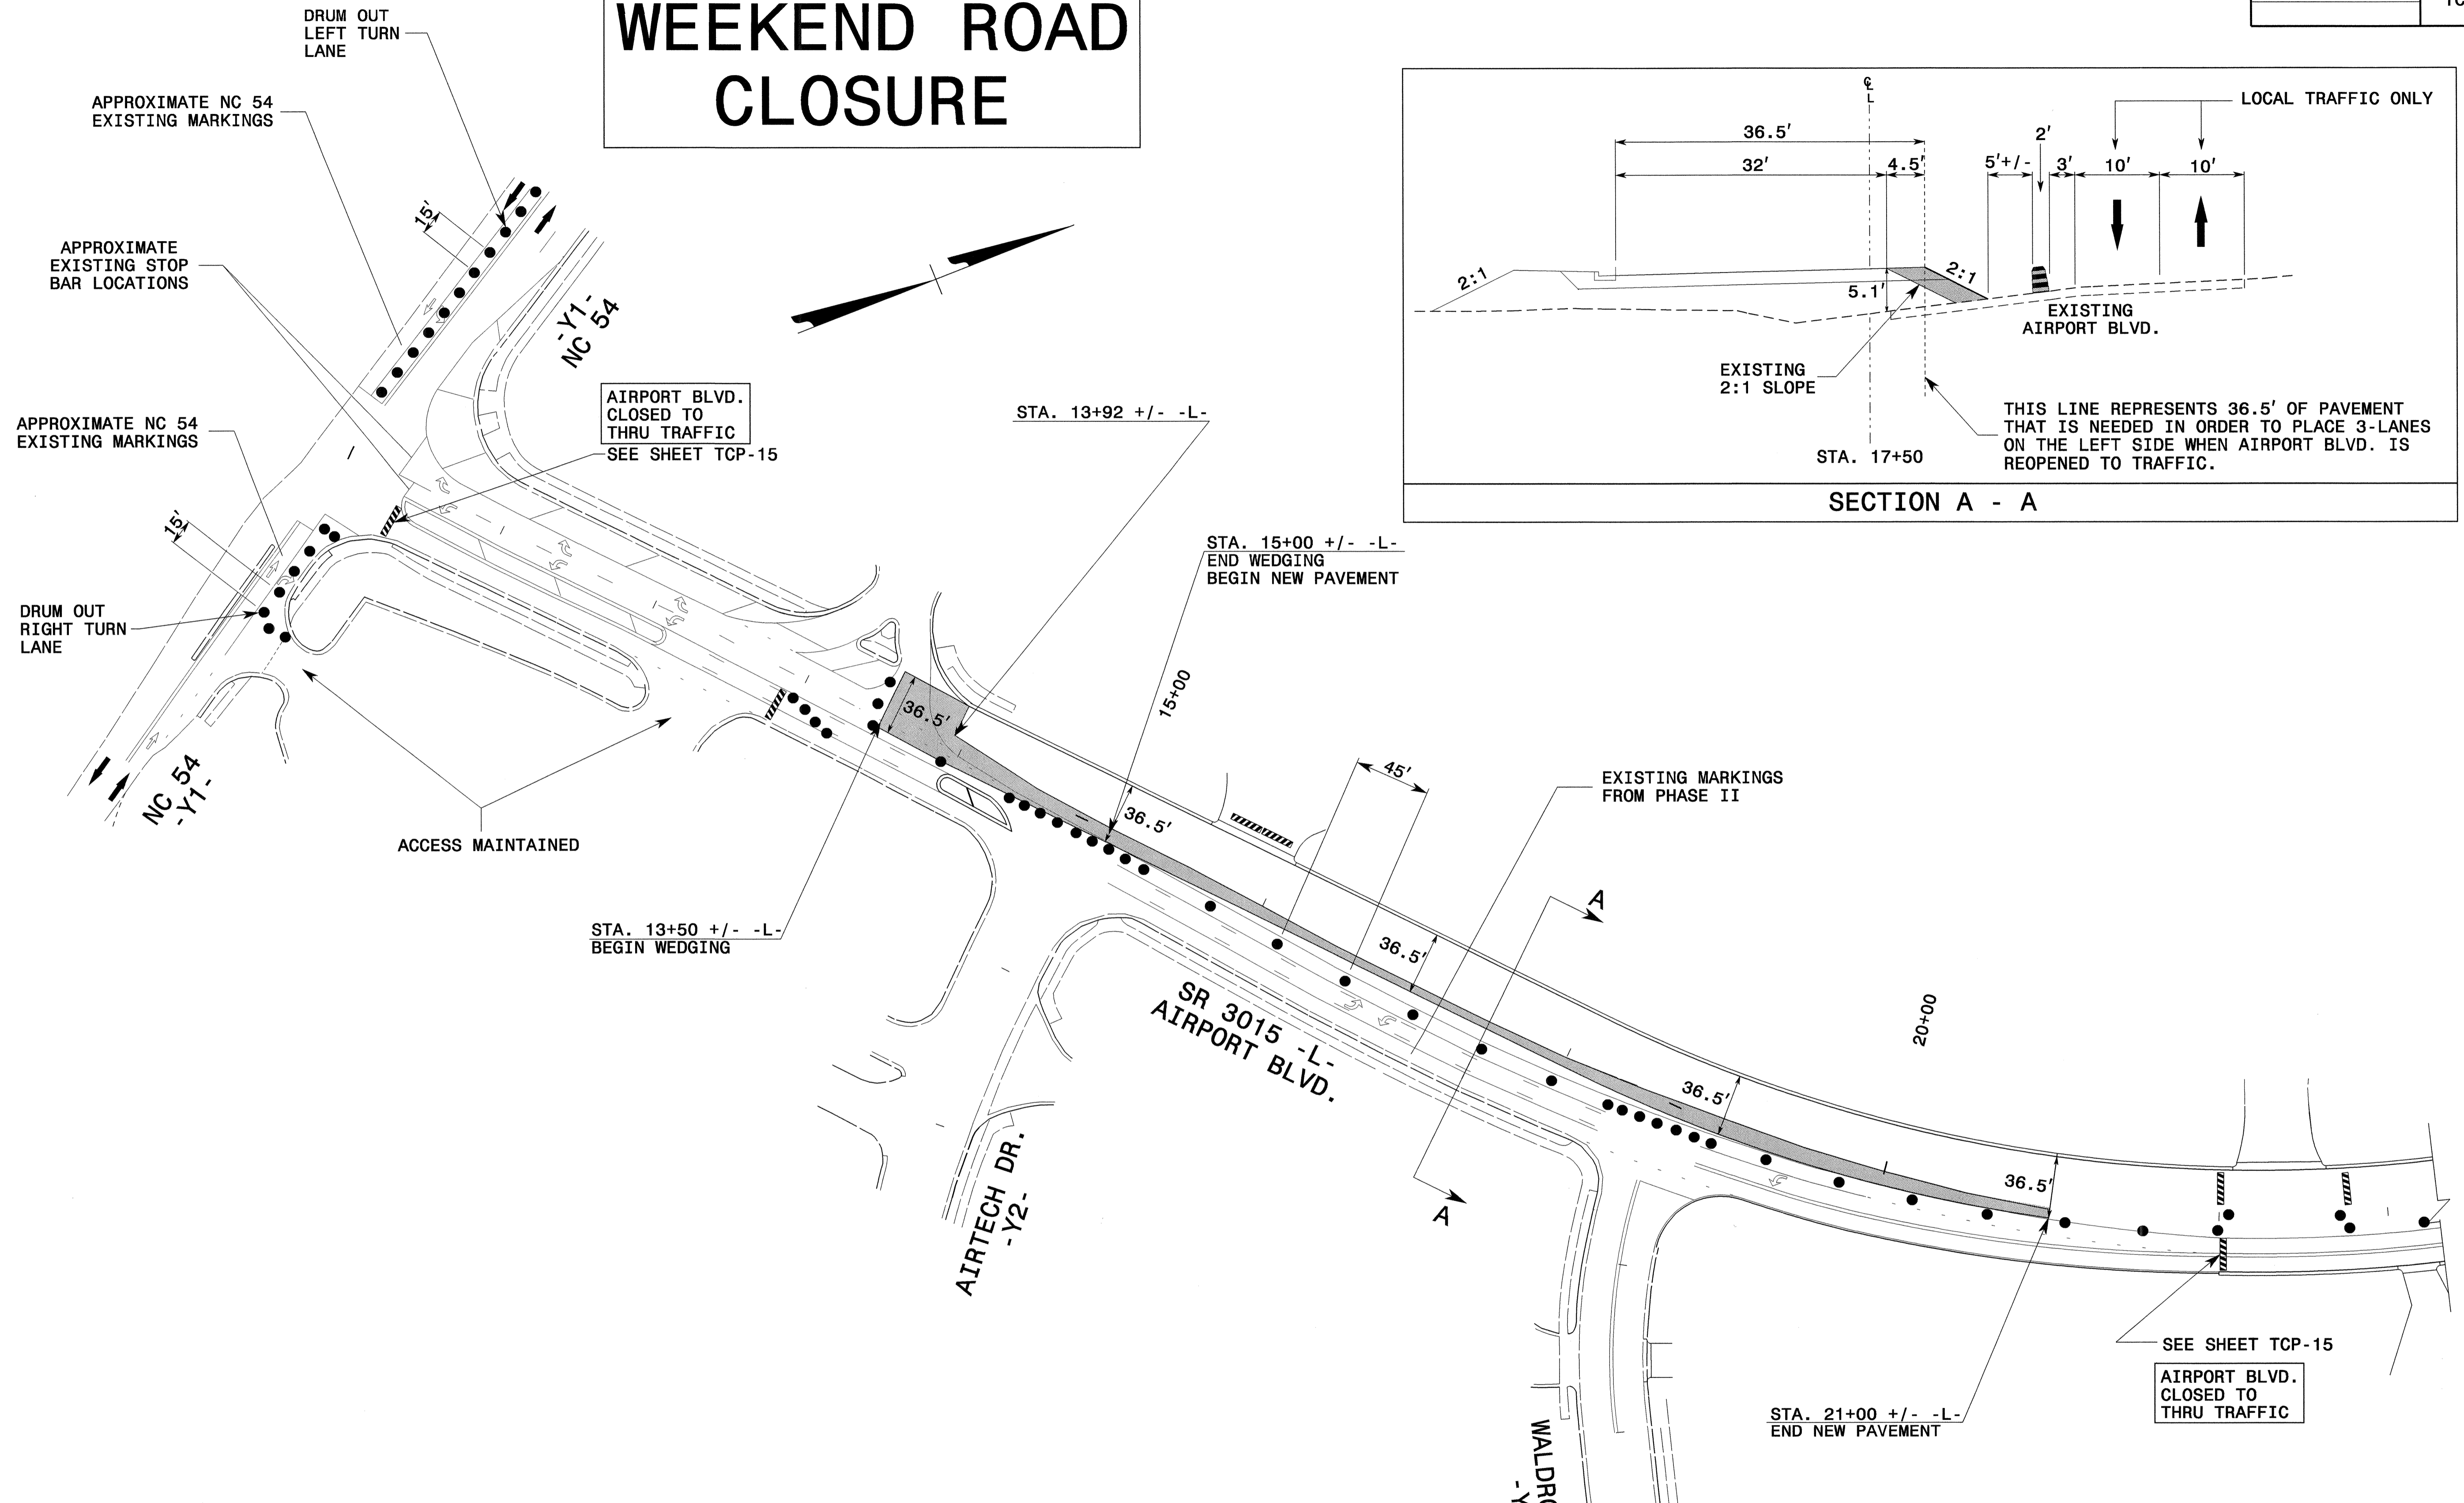 WEEKEND ROAD
CLOSURE
DRUM OUT
LEFT TURN
LANE
APPROXIMATE NC 54
EXISTING MARKINGS
15'
APPROXIMATE
EXISTING STOP
BAR LOCATIONS
-Y1-
NC 54
APPROXIMATE NC 54
EXISTING MARKINGS
AIRPORT BLVD.
CLOSED TO
THRU TRAFFIC
SEE SHEET TCP-15
STA. 13+92 +/- -L-
15'
DRUM OUT
RIGHT TURN
LANE
STA. 15+00 +/- -L-
END WEDGING
BEGIN NEW PAVEMENT
15+00
36.5'
NC 54
-Y1-
ACCESS MAINTAINED
36.5'
45'
EXISTING MARKINGS
FROM PHASE II
STA. 13+50 +/- -L-
BEGIN WEDGING
A
36.5'
SR 3015 -L-
AIRPORT BLVD.
20+00
36.5'
AIRTECH DR.
-Y2-
A
36.5'
SEE SHEET TCP-15
AIRPORT BLVD.
CLOSED TO
THRU TRAFFIC
STA. 21+00 +/- -L-
END NEW PAVEMENT
℄
L
LOCAL TRAFFIC ONLY
36.5'
2'
32'
4.5'
5'+/-
3'
10'
10'
2:1
2:1
5.1'
EXISTING
AIRPORT BLVD.
EXISTING
2:1 SLOPE
THIS LINE REPRESENTS 36.5' OF PAVEMENT
THAT IS NEEDED IN ORDER TO PLACE 3-LANES
ON THE LEFT SIDE WHEN AIRPORT BLVD. IS
REOPENED TO TRAFFIC.
STA. 17+50
SECTION A - A